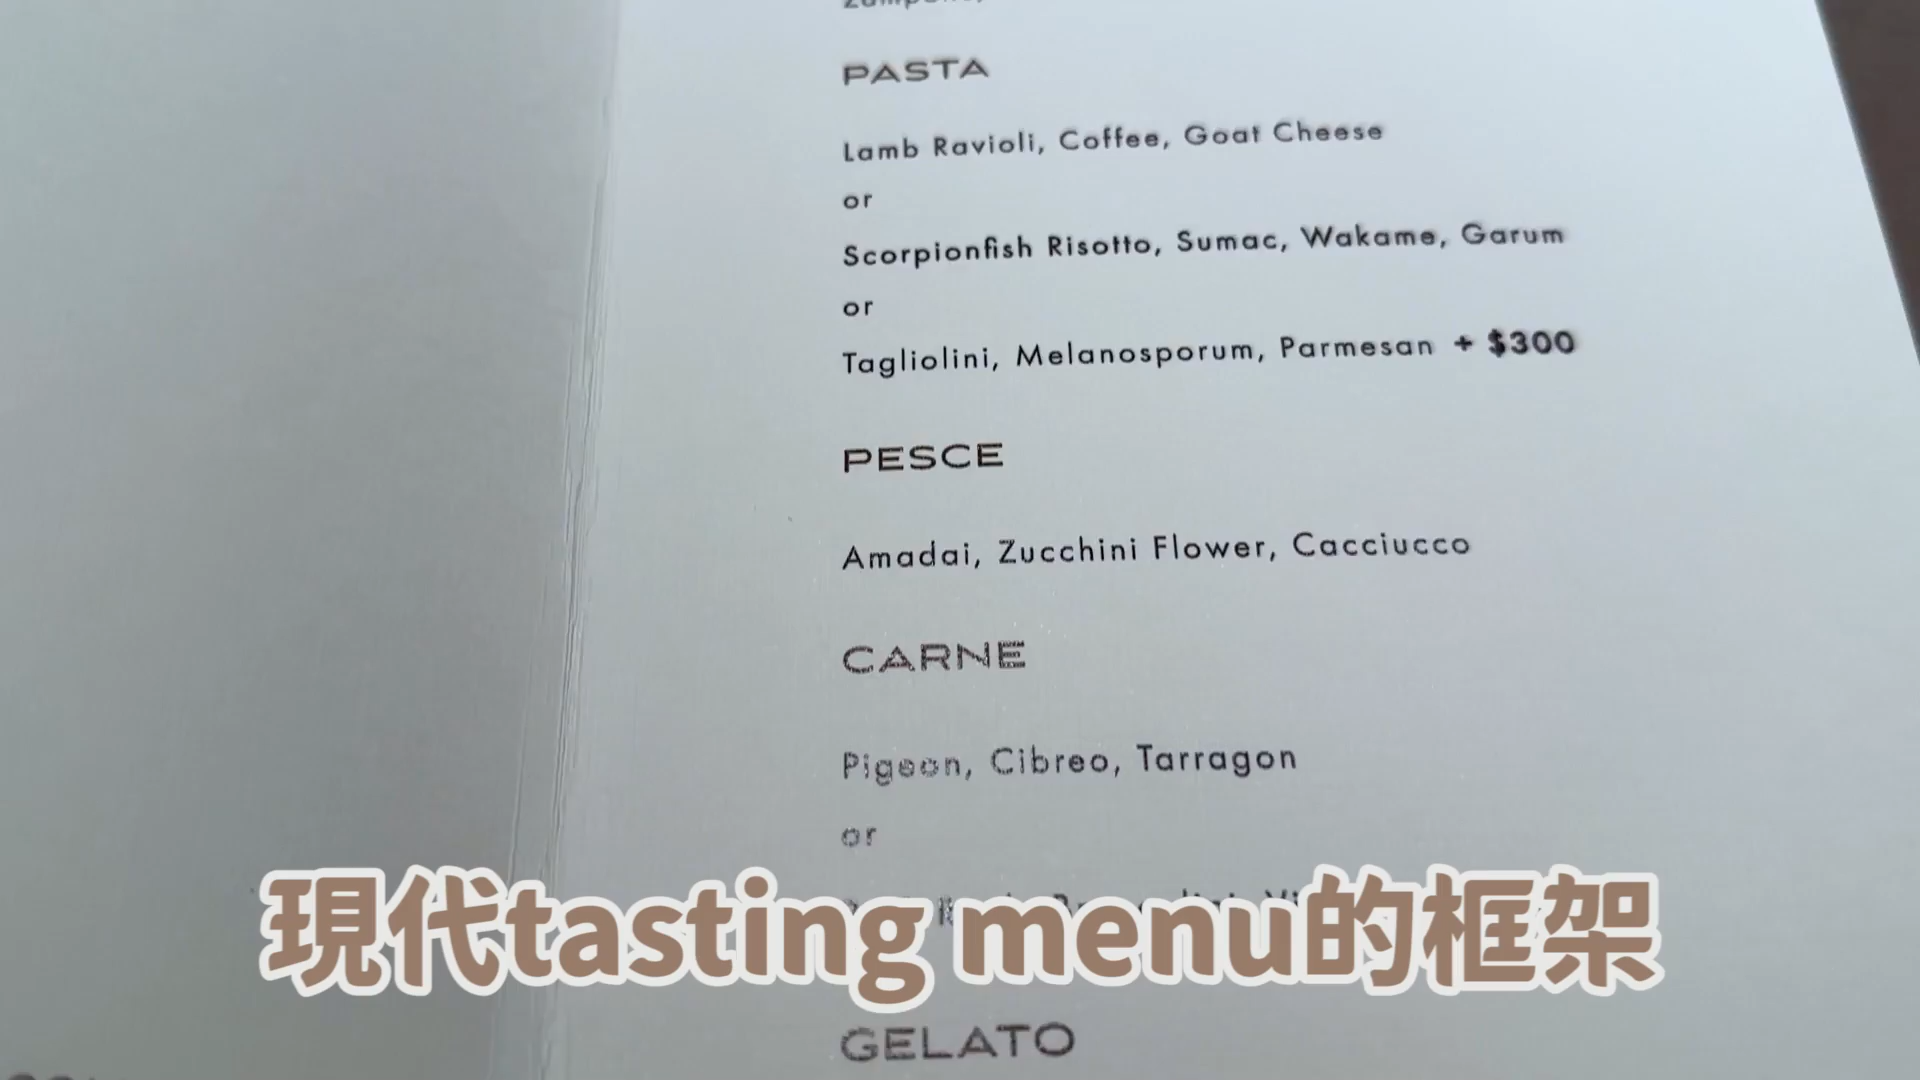 PASTA
Lamb Ravioli, Coffee, Goat Cheese
or
Scorpionfish Risotto, Sumac, Wakame, Garum
or
Tagliolini, Melanosporum, Parmesan + $300
PESCE
Amadai, Zucchini Flower, Cacciucco
CARNE
Pigeon, Cibreo, Tarragon
or
現代tasting menu的框架
GELATO